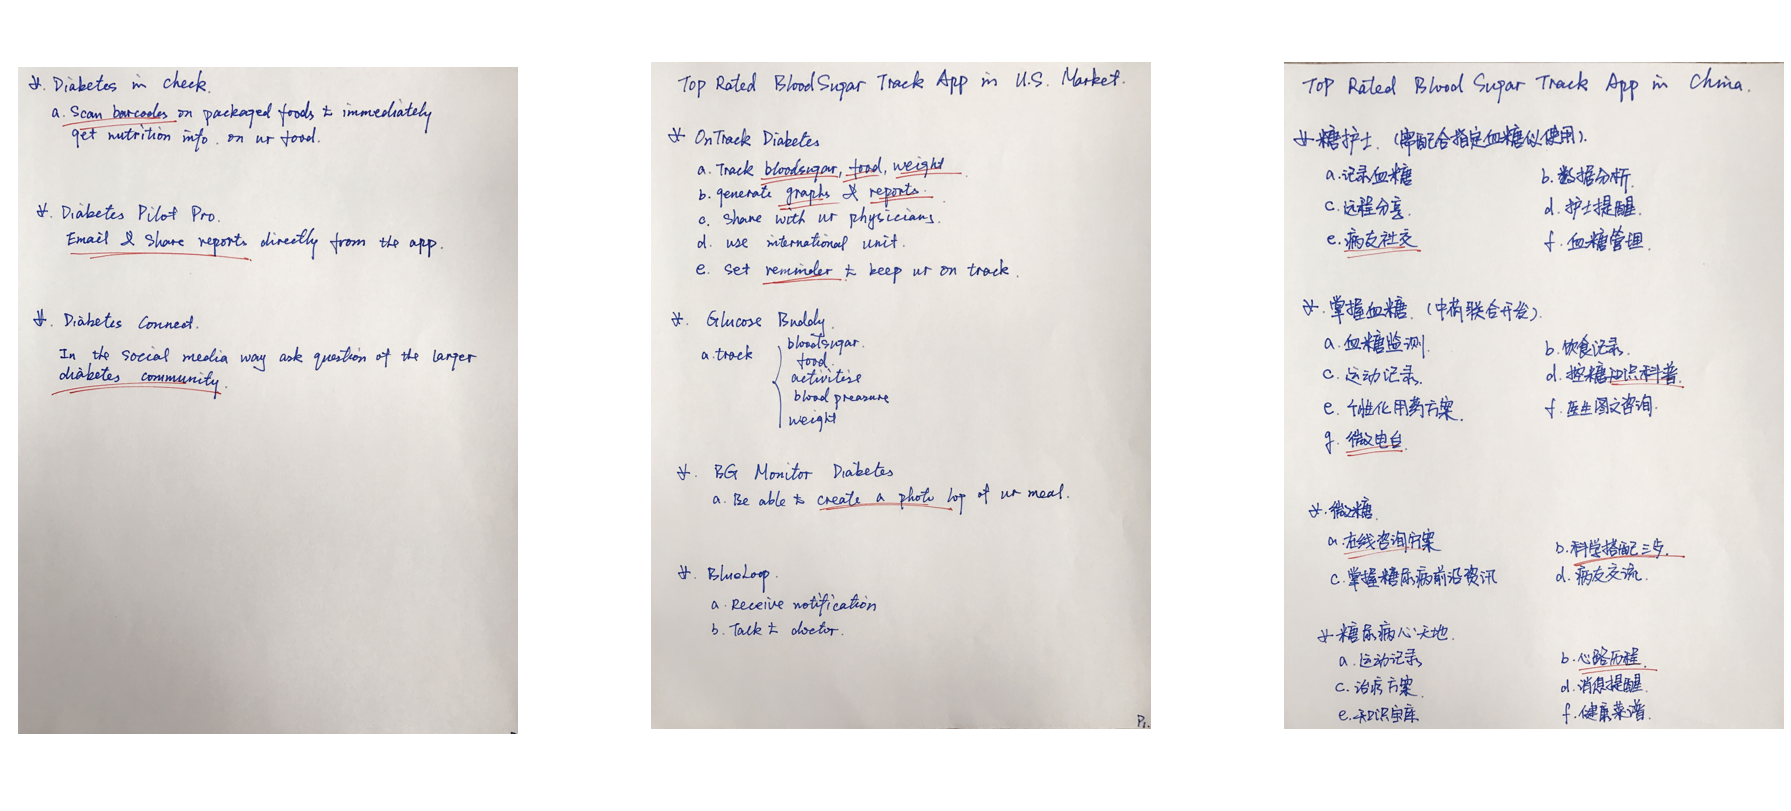 ☆. Diabetes in check.
a. Scan barcodes on packaged foods to immediately
get nutrition info. on ur food.
☆. Diabetes Pilot Pro.
Email & Share reports directly from the app.
☆. Diabetes Connect.
In the social media way ask question of the larger
diabetes community.
Top Rated BloodSugar Track App in U.S. Market.
☆ OnTrack Diabetes
a. Track bloodsugar, food, weight
b. generate graphs & reports.
c. Share with ur physicians.
d. use international unit.
e. Set reminder to keep ur on track.
☆. Glucose Buddy.
a. track
bloodsugar.
food.
activitise
blood preasure
weight
☆. BG Monitor Diabetes
a. Be able to create a photo log of ur meal.
☆. BlueLoop.
a. Receive notification
b. Talk to doctor.
P1.
Top Rated Blood Sugar Track App in China.
☆糖护士.(需配合指定血糖仪使用).
a.记录血糖 b.数据分析.
c.远程分享. d.护士提醒.
e.病友社交 f.血糖管理.
☆.掌握血糖.(中尚联合开发).
a.血糖监测. b.饮食记录.
c.运动记录. d.控糖知识科普.
e.个性化用药方案. f.医生图文咨询.
g.微电台.
☆.微糖.
a.在线咨询方案 b.科学搭配三步.
c.掌握糖尿病前沿资讯 d.病友交流.
☆糖尿病心天地.
a.运动记录 b.心路历程.
c.治疗方案. d.消息提醒.
e.知识宝库 f.健康菜谱.